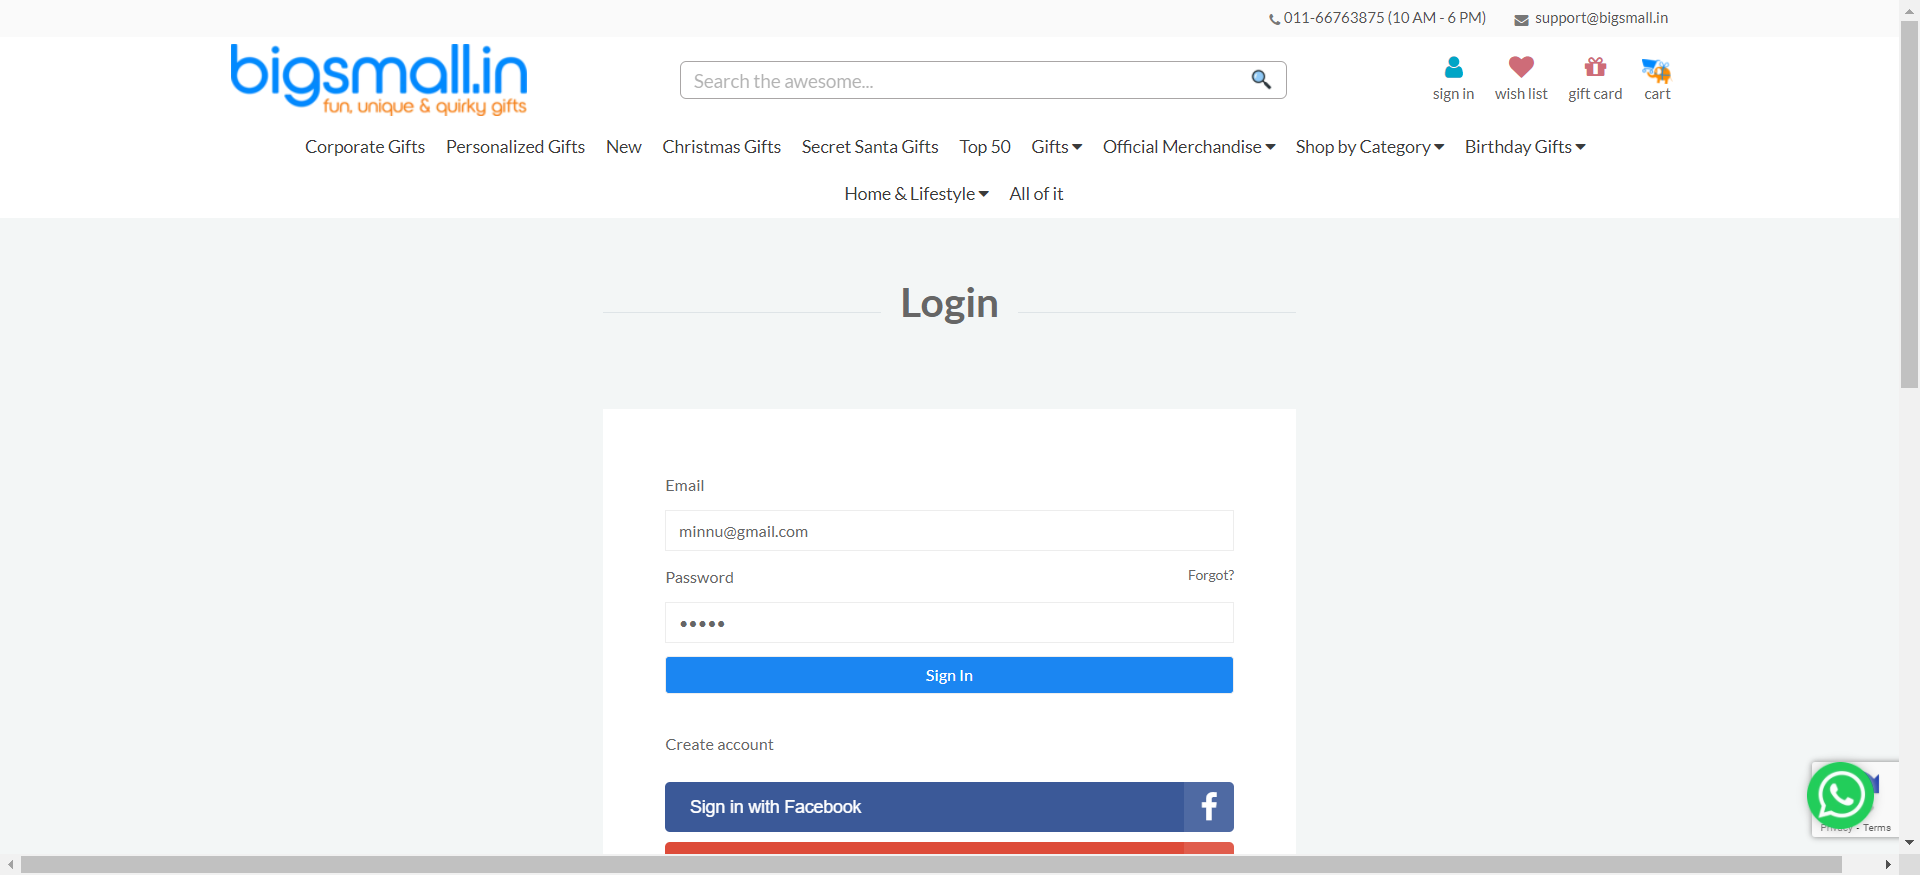 011-66763875 (10 AM - 6 PM) support@bigsmall.in
bigsmall.in
fun, unique & quirky gifts
Search the awesome...
sign in wish list gift card cart
Corporate Gifts Personalized Gifts New Christmas Gifts Secret Santa Gifts Top 50 Gifts Official Merchandise Shop by Category Birthday Gifts
Home & Lifestyle All of it
Login
Email
minnu@gmail.com
Password Forgot?
Sign In
Create account
Sign in with Facebook
Privacy - Terms